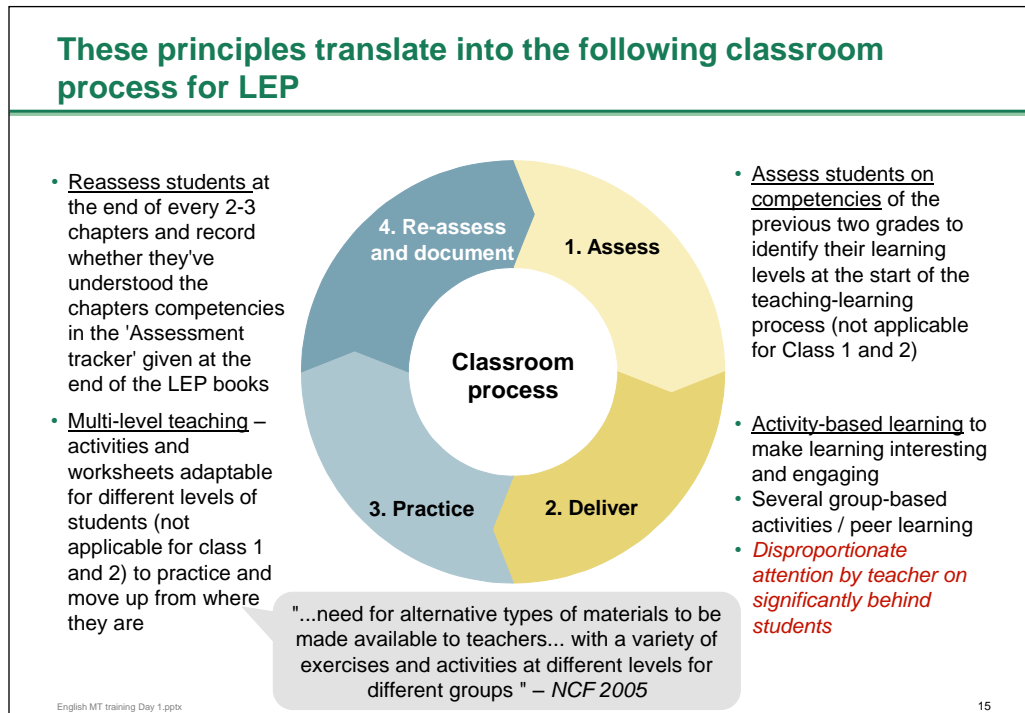 These principles translate into the following classroom
process for LEP
• Reassess students at
the end of every 2-3
chapters and record
whether they've
understood the
chapters competencies
in the 'Assessment
tracker' given at the
end of the LEP books
• Multi-level teaching –
activities and
worksheets adaptable
for different levels of
students (not
applicable for class 1
and 2) to practice and
move up from where
they are
4. Re-assess
and document
1. Assess
Classroom
process
3. Practice
2. Deliver
• Assess students on
competencies of the
previous two grades to
identify their learning
levels at the start of the
teaching-learning
process (not applicable
for Class 1 and 2)
• Activity-based learning to
make learning interesting
and engaging
• Several group-based
activities / peer learning
• Disproportionate
attention by teacher on
significantly behind
students
"...need for alternative types of materials to be
made available to teachers... with a variety of
exercises and activities at different levels for
different groups " – NCF 2005
English MT training Day 1.pptx
15